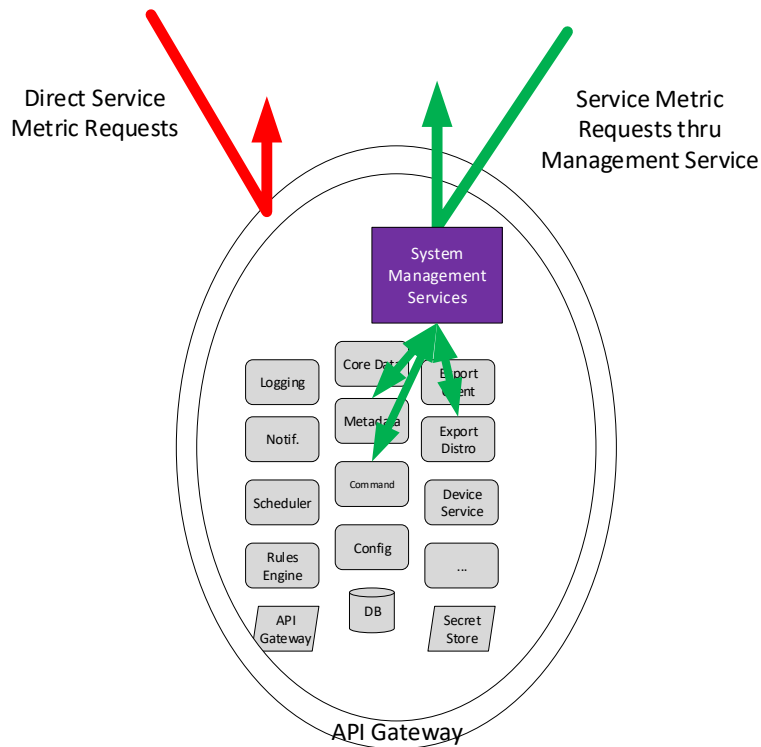 Direct Service
Metric Requests
Service Metric
Requests thru
Management Service
System
Management
Services
Logging
Core Data
Export
Client
Notif.
Metadata
Export
Distro
Scheduler
Command
Device
Service
Rules
Engine
Config
...
API
Gateway
DB
Secret
Store
API Gateway